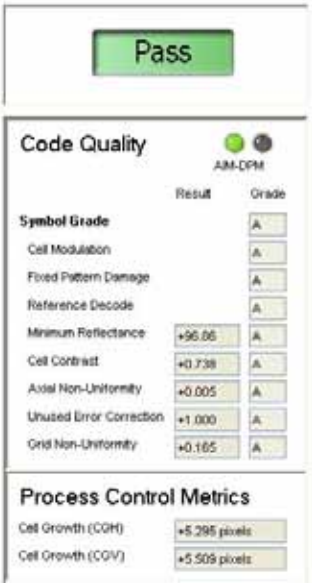 Pass
Code Quality
AIM-DPM
Result Grade
Symbol Grade A
Cell Modulation A
Fixed Pattern Damage A
Reference Decode A
Minimum Reflectance +96.06 A
Cell Contrast +0.738 A
Axial Non-Uniformity +0.005 A
Unused Error Correction +1.000 A
Grid Non-Uniformity +0.165 A
Process Control Metrics
Cell Growth (CGH) +5.295 pixels
Cell Growth (CGV) +5.509 pixels